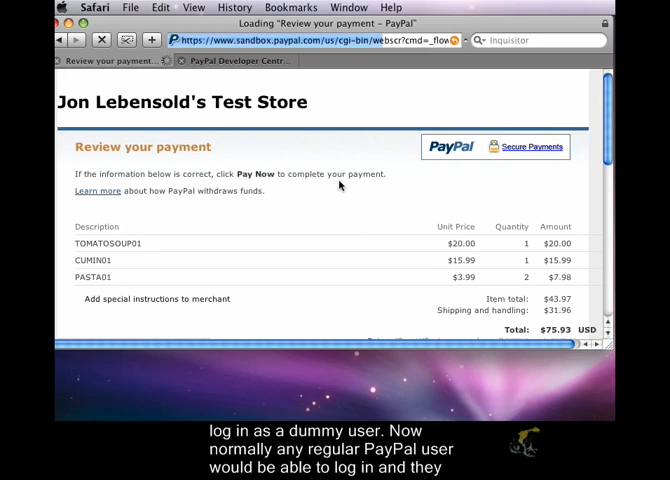 Safari File Edit View History Bookmarks Window Help
Loading “Review your payment – PayPal”
https://www.sandbox.paypal.com/us/cgi-bin/webscr?cmd=_flow Inquisitor
Review your payment... PayPal Developer Centr...
Jon Lebensold's Test Store
Review your payment
PayPal Secure Payments
If the information below is correct, click Pay Now to complete your payment.
Learn more about how PayPal withdraws funds.
Description Unit Price Quantity Amount
TOMATOSOUP01 $20.00 1 $20.00
CUMIN01 $15.99 1 $15.99
PASTA01 $3.99 2 $7.98
Add special instructions to merchant Item total: $43.97
Shipping and handling: $31.96
Total: $75.93 USD
log in as a dummy user. Now
normally any regular PayPal user
would be able to log in and they